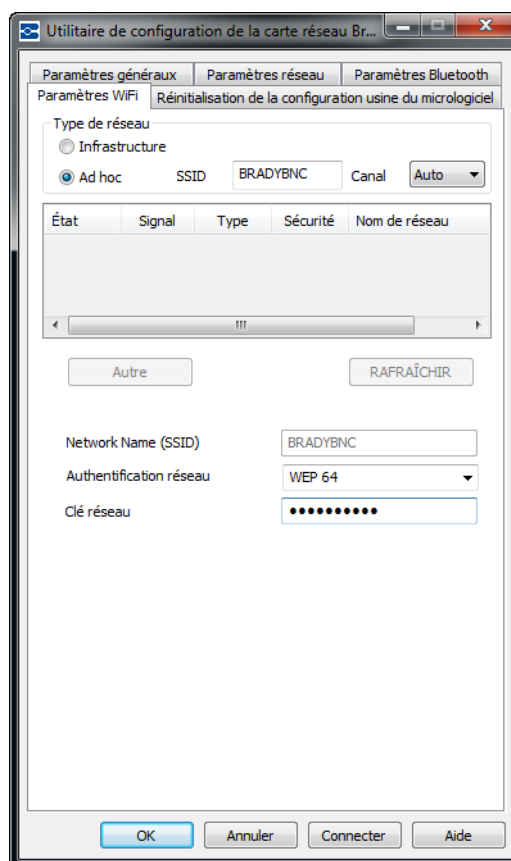 Utilitaire de configuration de la carte réseau Br...
Paramètres généraux Paramètres réseau Paramètres Bluetooth
Paramètres WiFi Réinitialisation de la configuration usine du micrologiciel
Type de réseau
Infrastructure
Ad hoc SSID BRADYBNC Canal Auto
État Signal Type Sécurité Nom de réseau
Autre RAFRAÎCHIR
Network Name (SSID) BRADYBNC
Authentification réseau WEP 64
Clé réseau ••••••••••
OK Annuler Connecter Aide